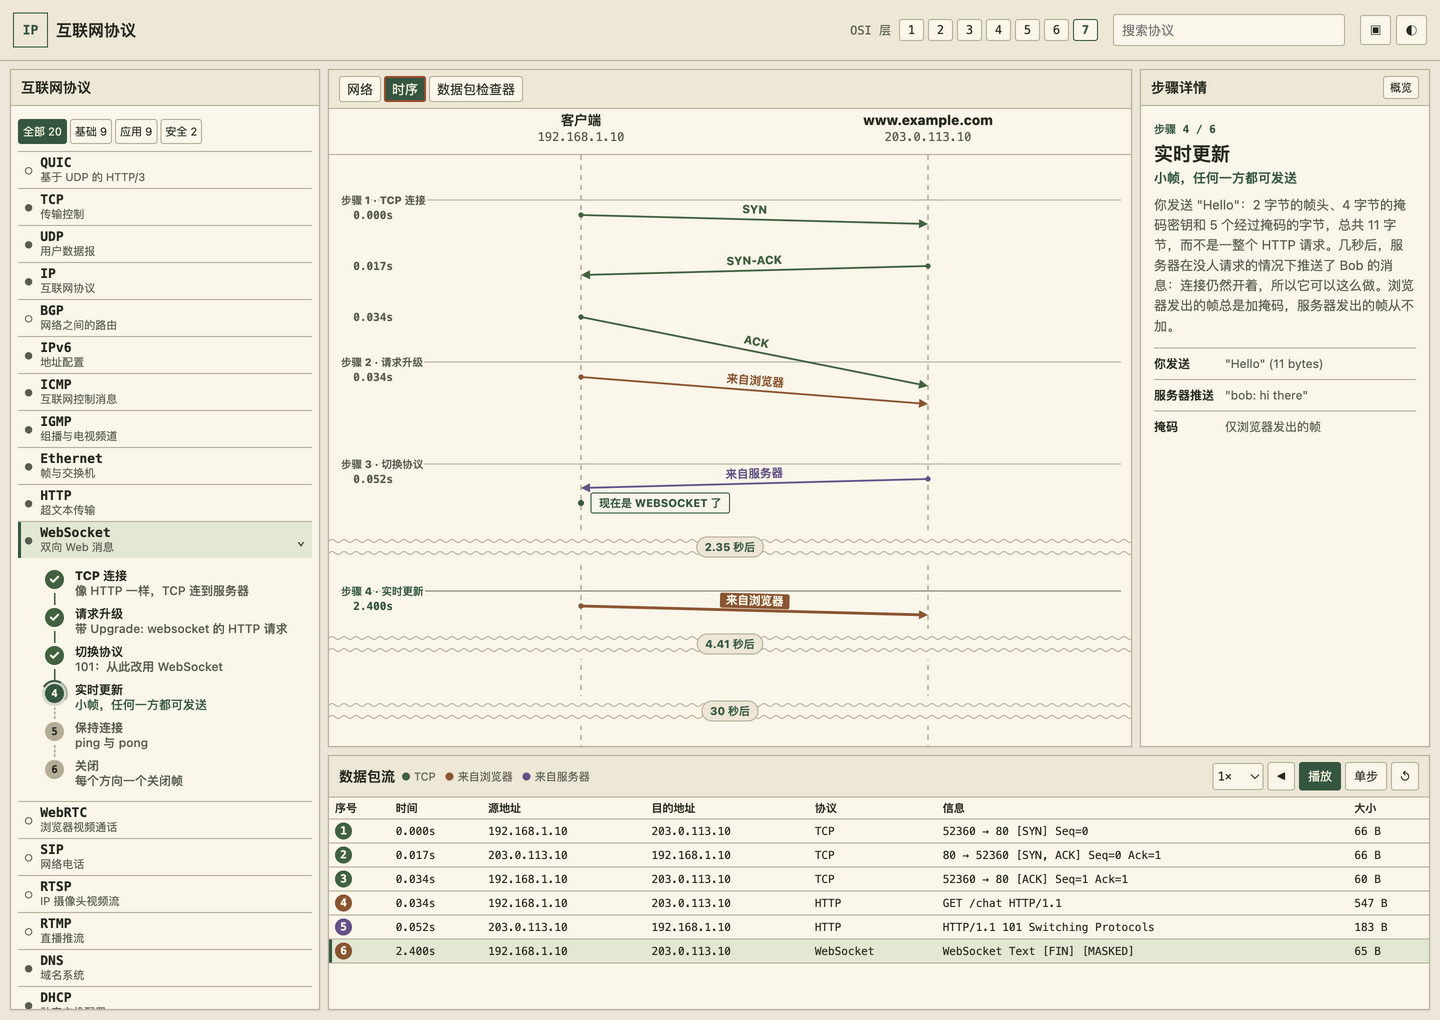 IP 互联网协议
OSI 层 1 2 3 4 5 6 7 搜索协议
互联网协议
全部 20 基础 9 应用 9 安全 2
QUIC
基于 UDP 的 HTTP/3
TCP
传输控制
UDP
用户数据报
IP
互联网协议
BGP
网络之间的路由
IPv6
地址配置
ICMP
互联网控制消息
IGMP
组播与电视频道
Ethernet
帧与交换机
HTTP
超文本传输
WebSocket
双向 Web 消息
TCP 连接
像 HTTP 一样，TCP 连到服务器
请求升级
带 Upgrade: websocket 的 HTTP 请求
切换协议
101：从此改用 WebSocket
4 实时更新
小帧，任何一方都可发送
5 保持连接
ping 与 pong
6 关闭
每个方向一个关闭帧
WebRTC
浏览器视频通话
SIP
网络电话
RTSP
IP 摄像头视频流
RTMP
直播推流
DNS
域名系统
DHCP
网络 时序 数据包检查器
客户端 www.example.com
192.168.1.10 203.0.113.10
步骤 1 · TCP 连接
0.000s SYN
0.017s SYN-ACK
0.034s ACK
步骤 2 · 请求升级
0.034s 来自浏览器
步骤 3 · 切换协议
0.052s 来自服务器
现在是 WEBSOCKET 了
2.35 秒后
步骤 4 · 实时更新
2.400s 来自浏览器
4.41 秒后
30 秒后
步骤详情 概览
步骤 4 / 6
实时更新
小帧，任何一方都可发送
你发送 "Hello"：2 字节的帧头、4 字节的掩
码密钥和 5 个经过掩码的字节，总共 11 字
节，而不是一整个 HTTP 请求。几秒后，服
务器在没人请求的情况下推送了 Bob 的消
息：连接仍然开着，所以它可以这么做。浏览
器发出的帧总是加掩码，服务器发出的帧从不
加。
你发送 "Hello" (11 bytes)
服务器推送 "bob: hi there"
掩码 仅浏览器发出的帧
数据包流 TCP 来自浏览器 来自服务器 1× 播放 单步
序号 时间 源地址 目的地址 协议 信息 大小
1 0.000s 192.168.1.10 203.0.113.10 TCP 52360 → 80 [SYN] Seq=0 66 B
2 0.017s 203.0.113.10 192.168.1.10 TCP 80 → 52360 [SYN, ACK] Seq=0 Ack=1 66 B
3 0.034s 192.168.1.10 203.0.113.10 TCP 52360 → 80 [ACK] Seq=1 Ack=1 60 B
4 0.034s 192.168.1.10 203.0.113.10 HTTP GET /chat HTTP/1.1 547 B
5 0.052s 203.0.113.10 192.168.1.10 HTTP HTTP/1.1 101 Switching Protocols 183 B
6 2.400s 192.168.1.10 203.0.113.10 WebSocket WebSocket Text [FIN] [MASKED] 65 B